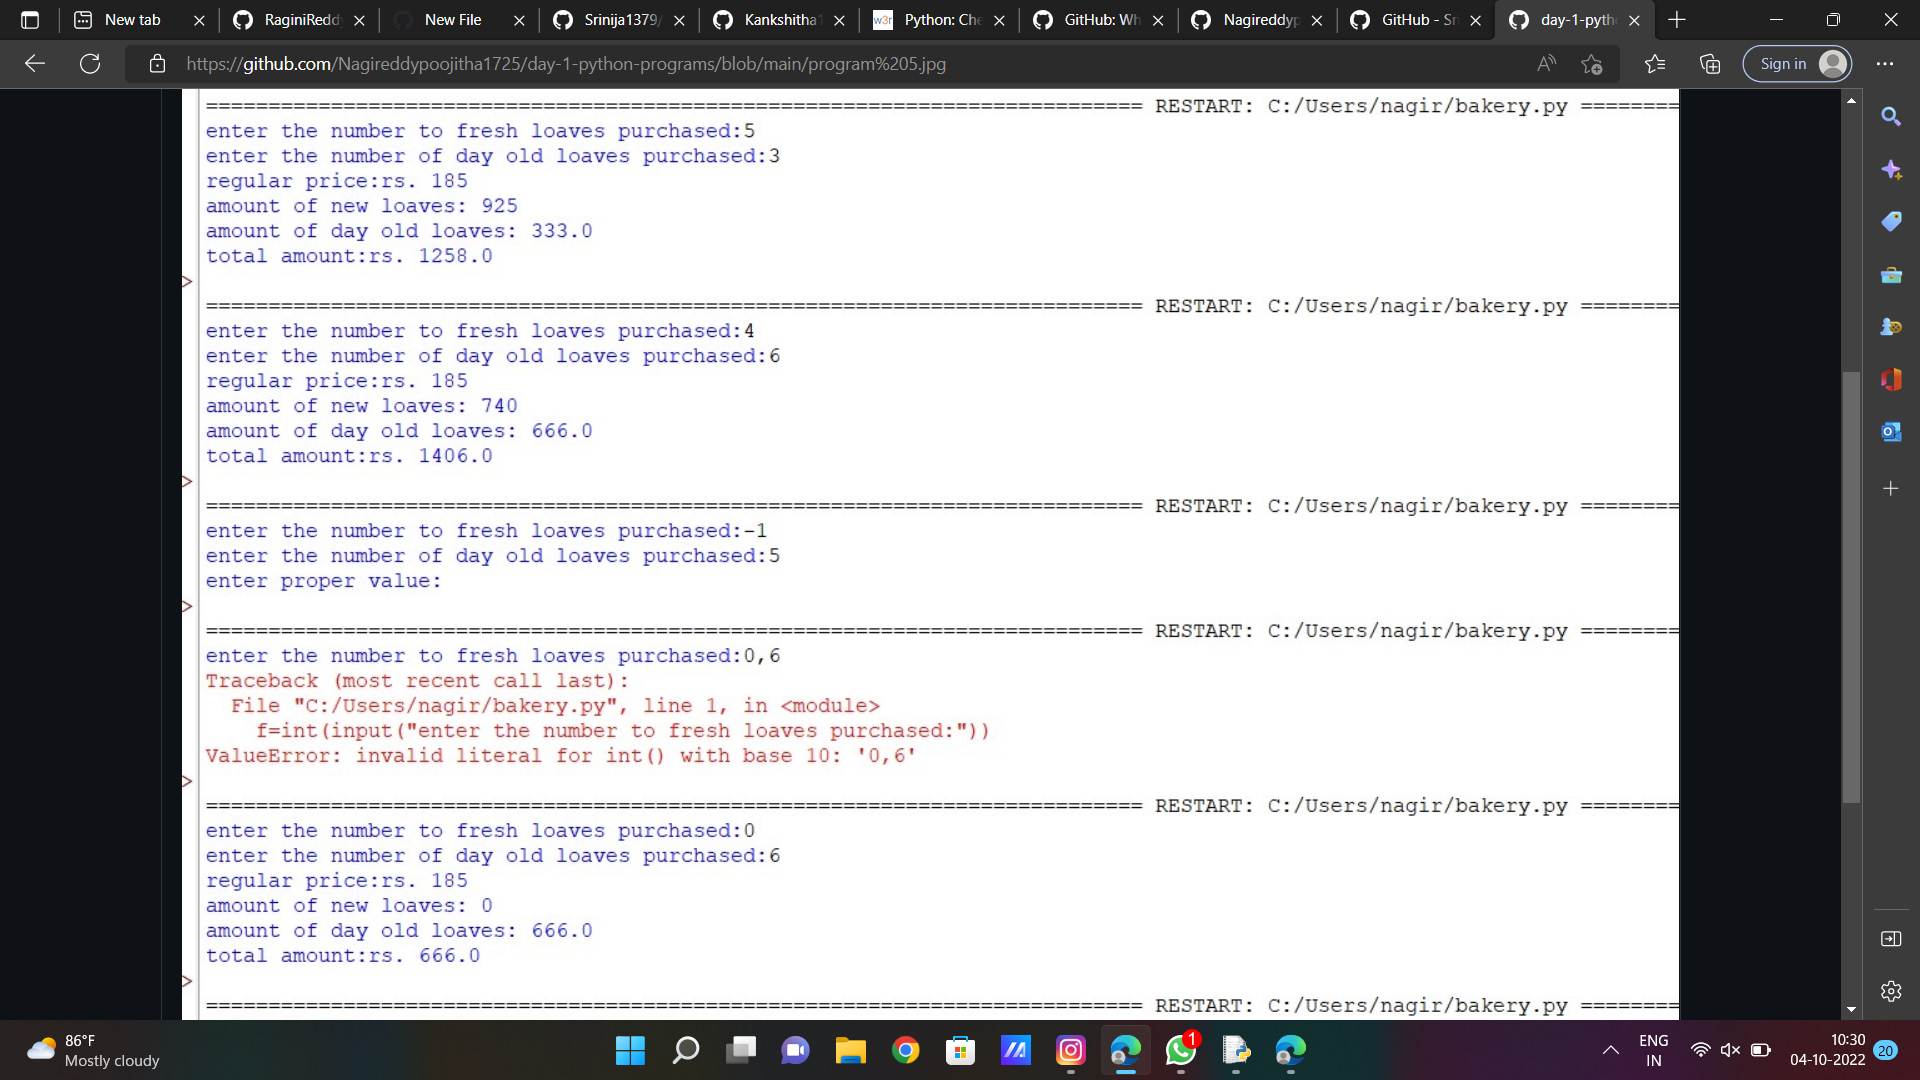 New tab
RaginiRedd
New File
Srinija1379/
Kankshitha1
w3r Python: Che
GitHub: Wh
Nagireddyp
GitHub - Sri
day-1-pyth
https://github.com/Nagireddypoojitha1725/day-1-python-programs/blob/main/program%205.jpg
Sign in
============================================================================ RESTART: C:/Users/nagir/bakery.py ========
enter the number to fresh loaves purchased:5
enter the number of day old loaves purchased:3
regular price:rs. 185
amount of new loaves: 925
amount of day old loaves: 333.0
total amount:rs. 1258.0
>
============================================================================ RESTART: C:/Users/nagir/bakery.py ========
enter the number to fresh loaves purchased:4
enter the number of day old loaves purchased:6
regular price:rs. 185
amount of new loaves: 740
amount of day old loaves: 666.0
total amount:rs. 1406.0
>
============================================================================ RESTART: C:/Users/nagir/bakery.py ========
enter the number to fresh loaves purchased:-1
enter the number of day old loaves purchased:5
enter proper value:
>
============================================================================ RESTART: C:/Users/nagir/bakery.py ========
enter the number to fresh loaves purchased:0,6
Traceback (most recent call last):
  File "C:/Users/nagir/bakery.py", line 1, in <module>
    f=int(input("enter the number to fresh loaves purchased:"))
ValueError: invalid literal for int() with base 10: '0,6'
>
============================================================================ RESTART: C:/Users/nagir/bakery.py ========
enter the number to fresh loaves purchased:0
enter the number of day old loaves purchased:6
regular price:rs. 185
amount of new loaves: 0
amount of day old loaves: 666.0
total amount:rs. 666.0
>
============================================================================ RESTART: C:/Users/nagir/bakery.py ========
86°F
Mostly cloudy
1
ENG
IN
10:30
04-10-2022
20